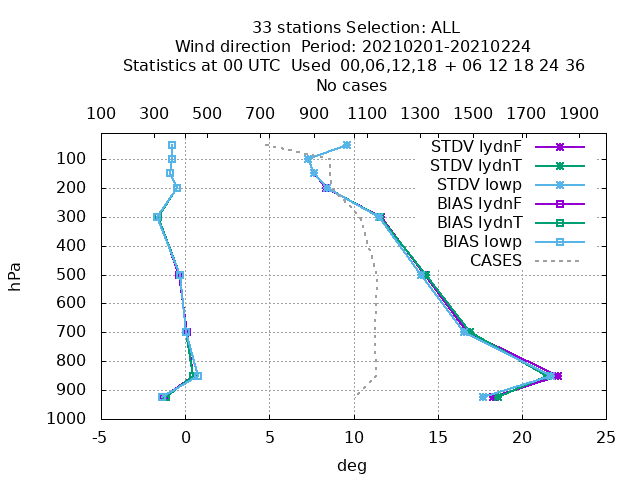 33 stations Selection: ALL
Wind direction  Period: 20210201-20210224
Statistics at 00 UTC  Used  00,06,12,18  + 06 12 18 24 36
No cases
100 300 500 700 900 1100 1300 1500 1700 1900
STDV lydnF
STDV lydnT
STDV lowp
BIAS lydnF
BIAS lydnT
BIAS lowp
CASES
100
200
300
400
500
600
700
800
900
1000
hPa
-5 0 5 10 15 20 25
deg